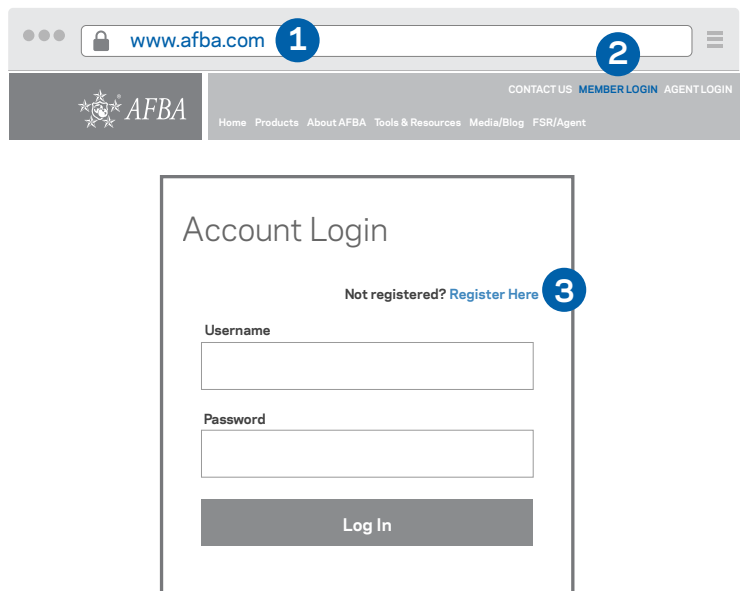 www.afba.com 1
2
CONTACT US MEMBER LOGIN AGENT LOGIN
AFBA®
Home Products About AFBA Tools & Resources Media/Blog FSR/Agent
Account Login
Not registered? Register Here 3
Username
Password
Log In